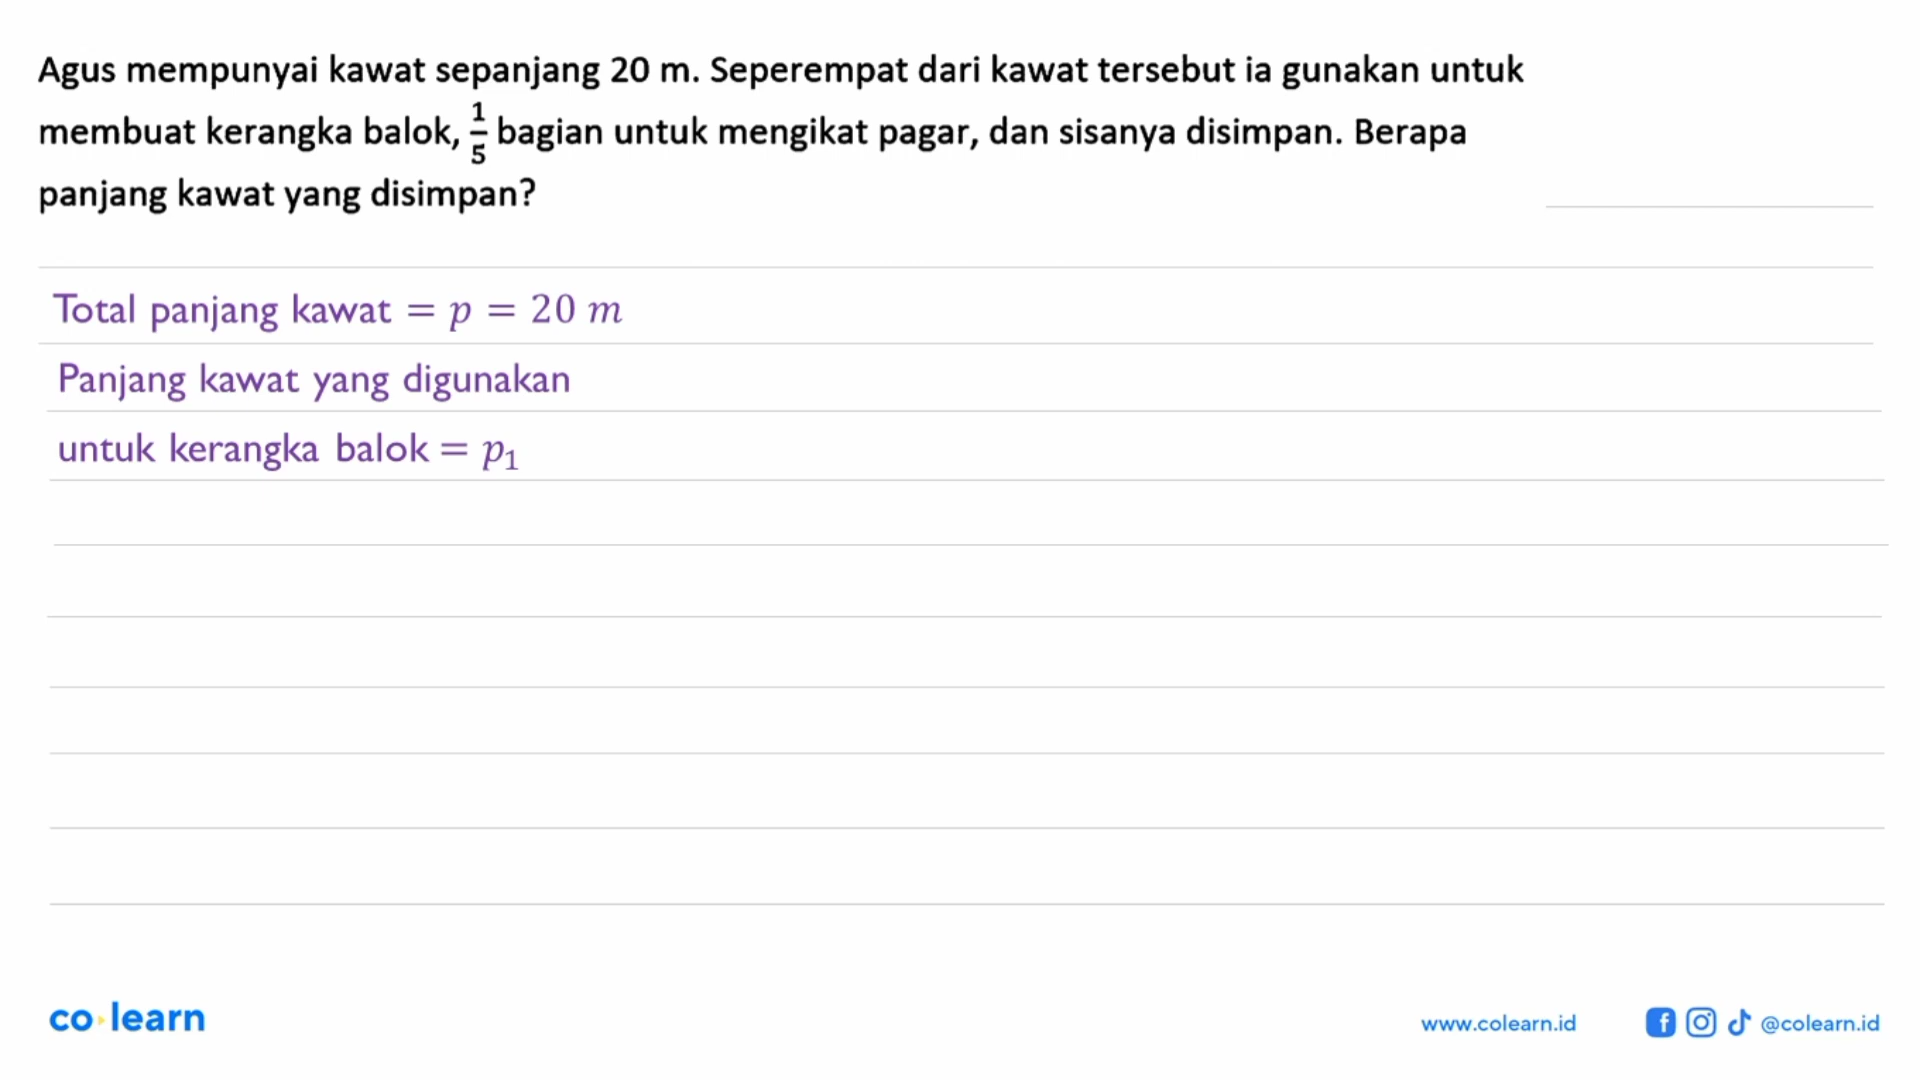 Agus mempunyai kawat sepanjang 20 m. Seperempat dari kawat tersebut ia gunakan untuk
membuat kerangka balok, 1/5 bagian untuk mengikat pagar, dan sisanya disimpan. Berapa
panjang kawat yang disimpan?
Total panjang kawat = p = 20 m
Panjang kawat yang digunakan
untuk kerangka balok = p₁
co learn
www.colearn.id
@colearn.id